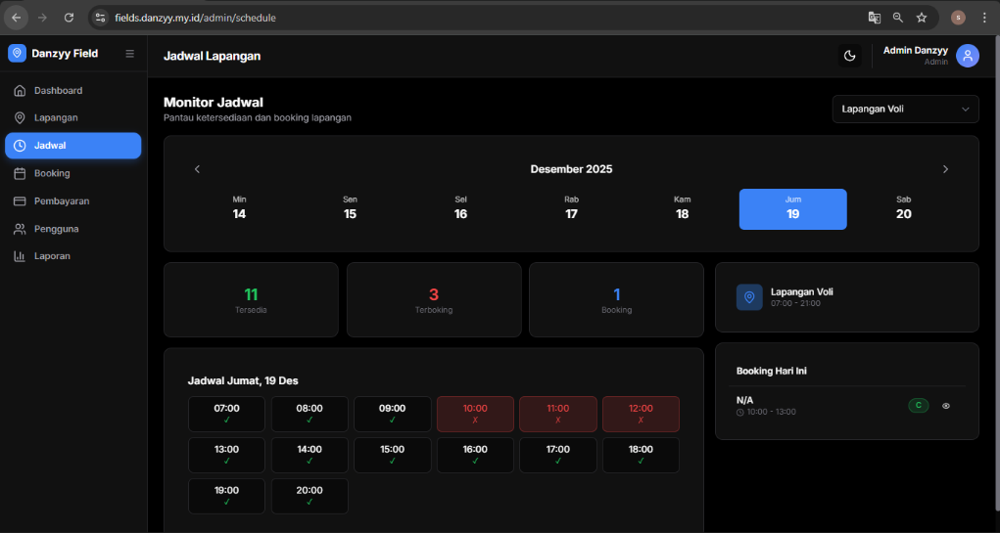 fields.danzyy.my.id/admin/schedule
S
Danzyy Field
Jadwal Lapangan
Admin Danzyy
Admin
Dashboard
Lapangan
Jadwal
Booking
Pembayaran
Pengguna
Laporan
Monitor Jadwal
Pantau ketersediaan dan booking lapangan
Lapangan Voli
Desember 2025
Min Sen Sel Rab Kam Jum Sab
14 15 16 17 18 19 20
11 3 1
Tersedia Terboking Booking
Lapangan Voli
07:00 - 21:00
Jadwal Jumat, 19 Des
07:00 08:00 09:00 10:00 11:00 12:00
✓ ✓ ✓ ✗ ✗ ✗
13:00 14:00 15:00 16:00 17:00 18:00
✓ ✓ ✓ ✓ ✓ ✓
19:00 20:00
✓ ✓
Booking Hari Ini
N/A
10:00 - 13:00
C